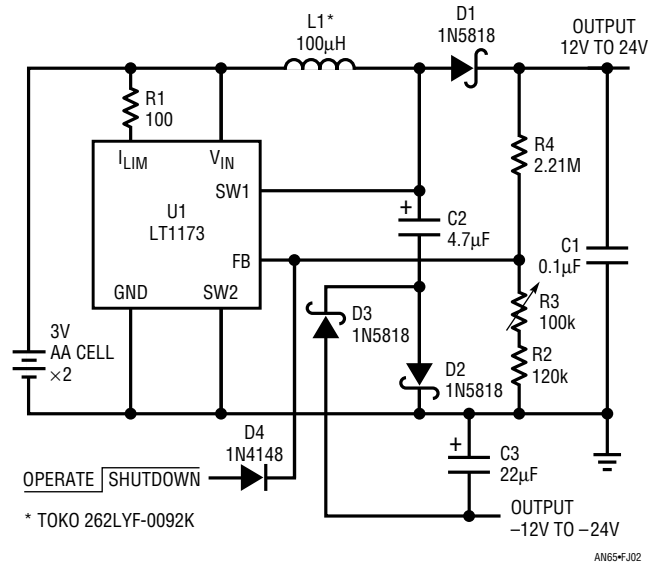 L1*
100μH
D1
1N5818
OUTPUT
12V TO 24V
R1
100
I_LIM
V_IN
SW1
U1
LT1173
FB
GND
SW2
R4
2.21M
+
C2
4.7μF
C1
0.1μF
D3
1N5818
R3
100k
3V
AA CELL
×2
D2
1N5818
R2
120k
D4
1N4148
+
C3
22μF
OPERATE SHUTDOWN
* TOKO 262LYF-0092K
OUTPUT
–12V TO –24V
AN65•FJ02